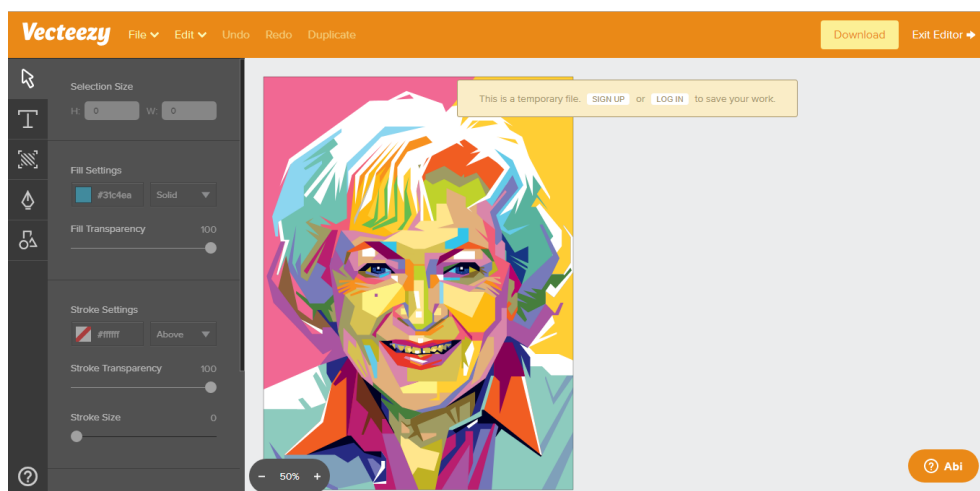 Vecteezy File Edit Undo Redo Duplicate Download Exit Editor
This is a temporary file. SIGN UP or LOG IN to save your work.
Selection Size
H: 0 W: 0
T
Fill Settings
#31c4ea Solid
Fill Transparency 100
Stroke Settings
#ffffff Above
Stroke Transparency 100
Stroke Size 0
? - 50% +
? Abi